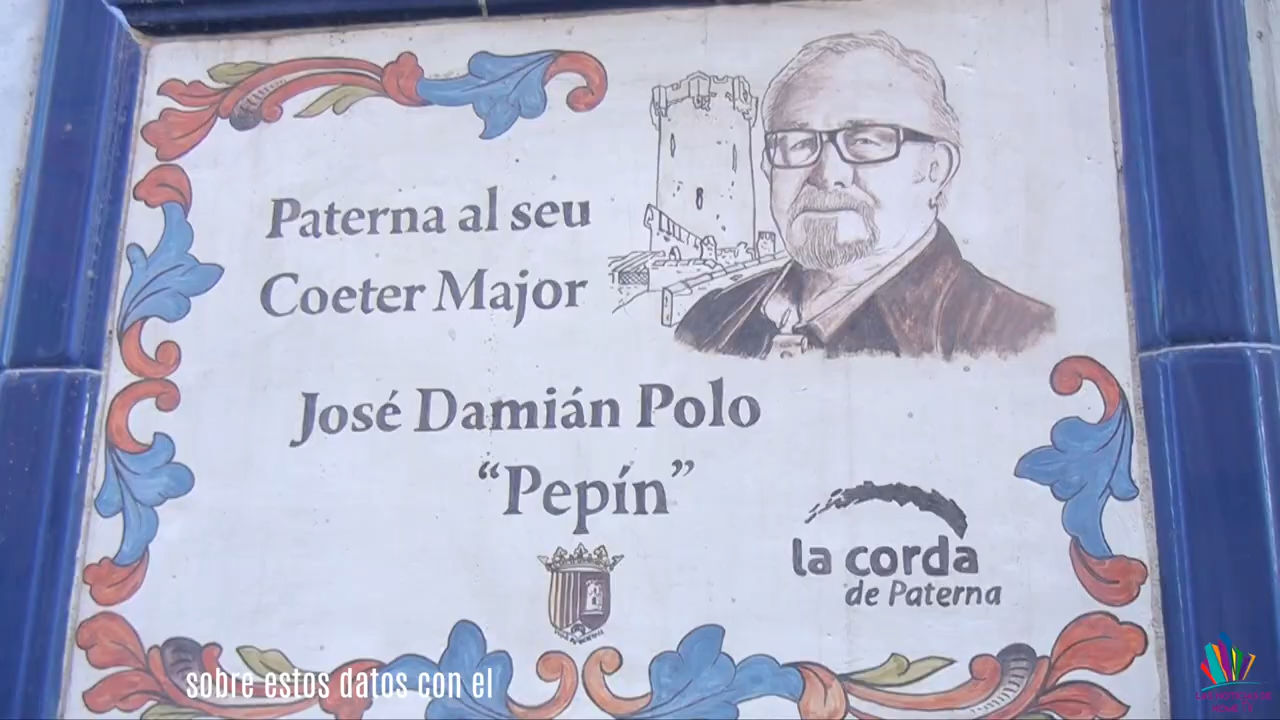 Paterna al seu
Coeter Major
José Damián Polo
“Pepín”
la corda
de Paterna
sobre estos datos con el